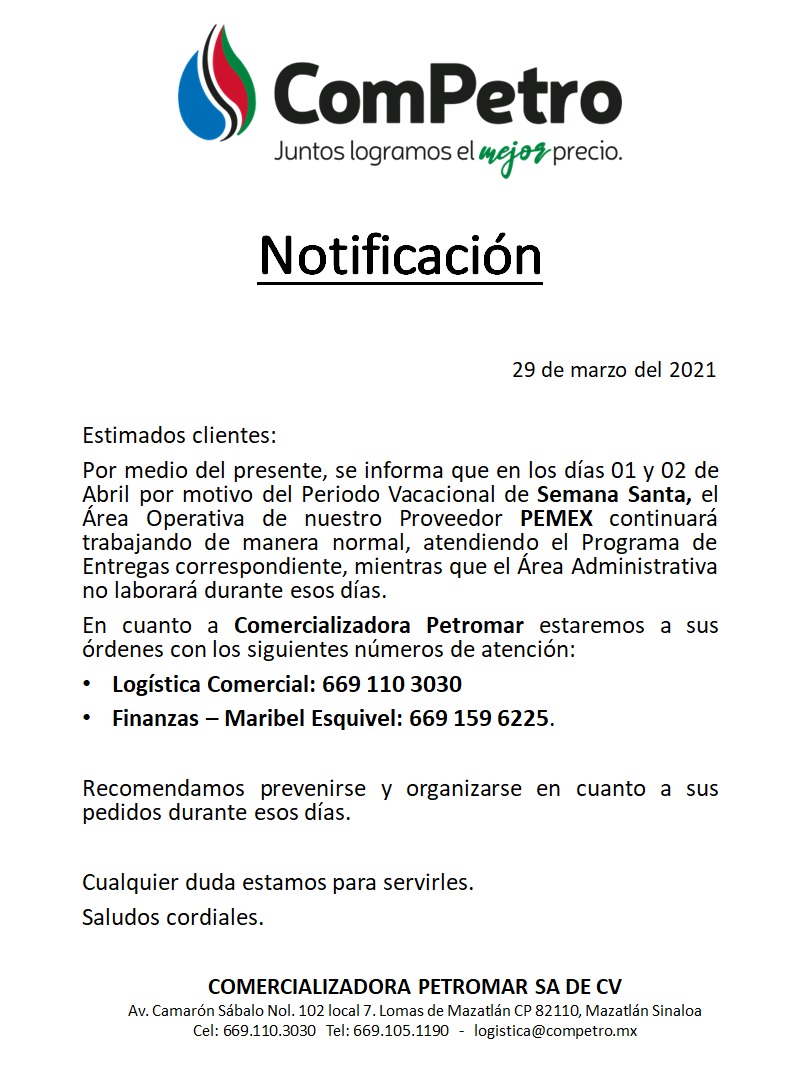 ComPetro
Juntos logramos el mejor precio.
Notificación
29 de marzo del 2021
Estimados clientes:
Por medio del presente, se informa que en los días 01 y 02 de
Abril por motivo del Periodo Vacacional de Semana Santa, el
Área Operativa de nuestro Proveedor PEMEX continuará
trabajando de manera normal, atendiendo el Programa de
Entregas correspondiente, mientras que el Área Administrativa
no laborará durante esos días.
En cuanto a Comercializadora Petromar estaremos a sus
órdenes con los siguientes números de atención:
• Logística Comercial: 669 110 3030
• Finanzas – Maribel Esquivel: 669 159 6225.
Recomendamos prevenirse y organizarse en cuanto a sus
pedidos durante esos días.
Cualquier duda estamos para servirles.
Saludos cordiales.
COMERCIALIZADORA PETROMAR SA DE CV
Av. Camarón Sábalo Nol. 102 local 7. Lomas de Mazatlán CP 82110, Mazatlán Sinaloa
Cel: 669.110.3030 Tel: 669.105.1190 - logistica@competro.mx